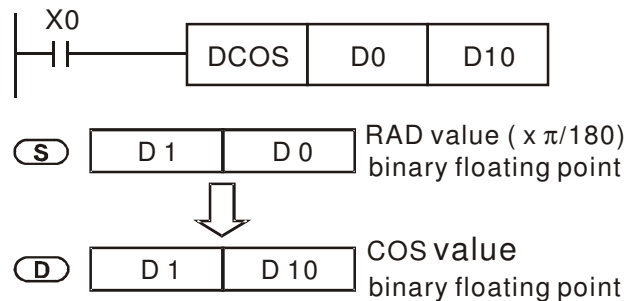 X0
DCOS D0 D10
S D 1 D 0 RAD value ( x π/180)
binary floating point
D D 1 D 10 COS value
binary floating point